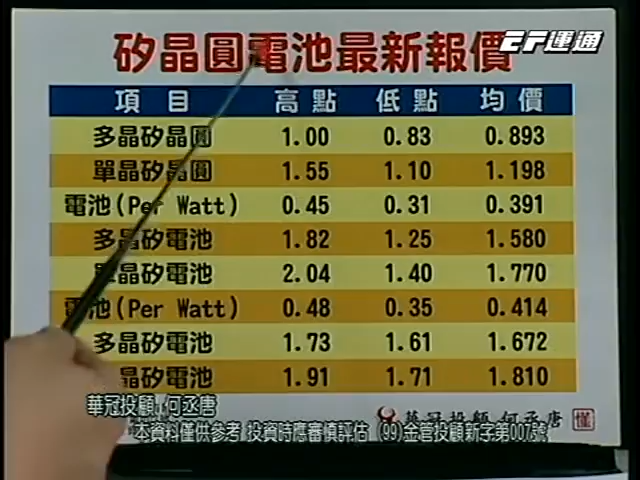 矽晶圓電池最新報價
EF運通
項目 高點 低點 均價
多晶矽晶圓 1.00 0.83 0.893
單晶矽晶圓 1.55 1.10 1.198
電池(Per Watt) 0.45 0.31 0.391
多晶矽電池 1.82 1.25 1.580
單晶矽電池 2.04 1.40 1.770
電池(Per Watt) 0.48 0.35 0.414
多晶矽電池 1.73 1.61 1.672
晶矽電池 1.91 1.71 1.810
華冠投顧 何丞唐
華冠投顧 何丞唐
本資料僅供參考 投資時應審慎評估 (99)金管投顧新字第007號